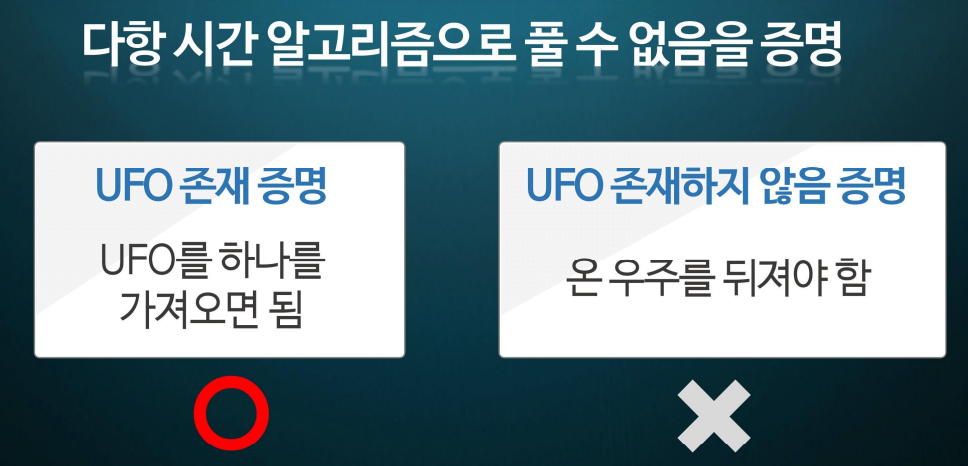 다항 시간 알고리즘으로 풀 수 없음을 증명
UFO 존재 증명
UFO를 하나를
가져오면 됨
UFO 존재하지 않음 증명
온 우주를 뒤져야 함